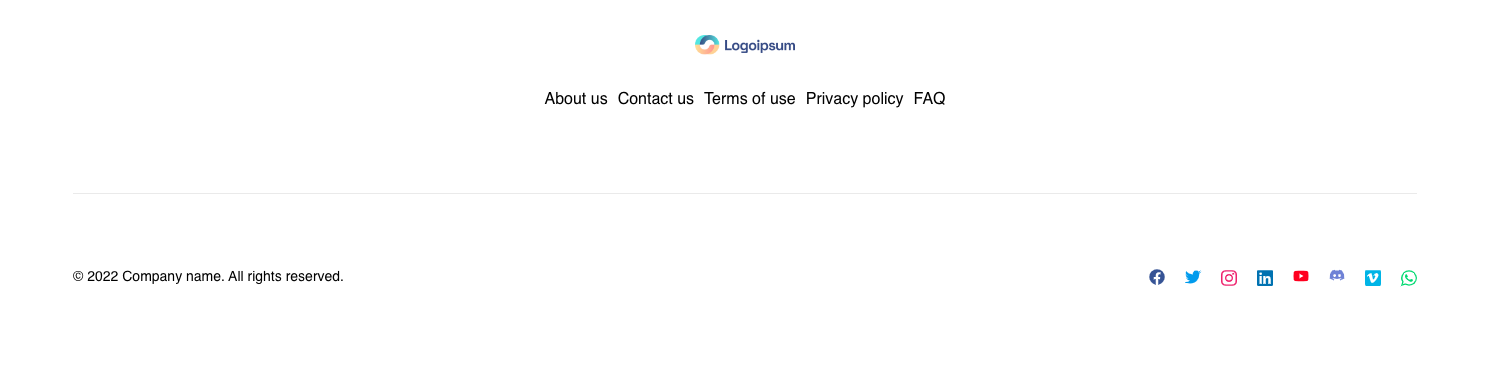 Logoipsum
About us Contact us Terms of use Privacy policy FAQ
© 2022 Company name. All rights reserved.